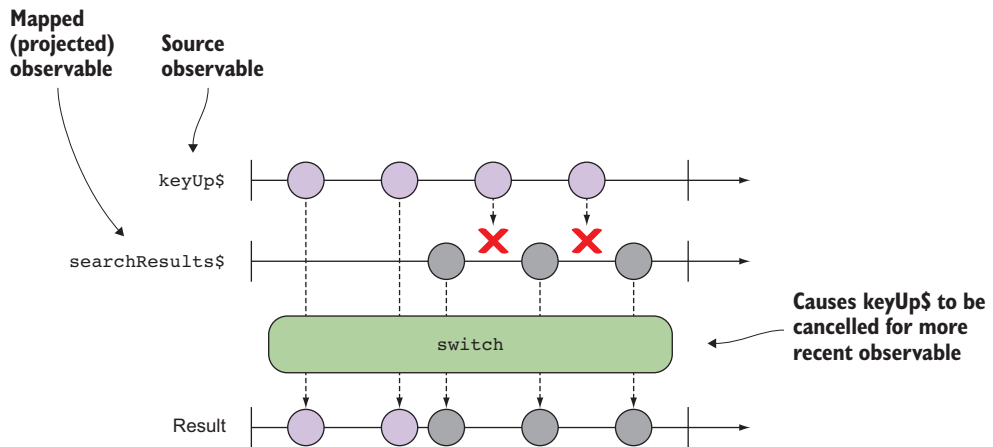 Mapped
(projected)
observable
Source
observable
keyUp$
searchResults$
switch
Causes keyUp$ to be
cancelled for more
recent observable
Result